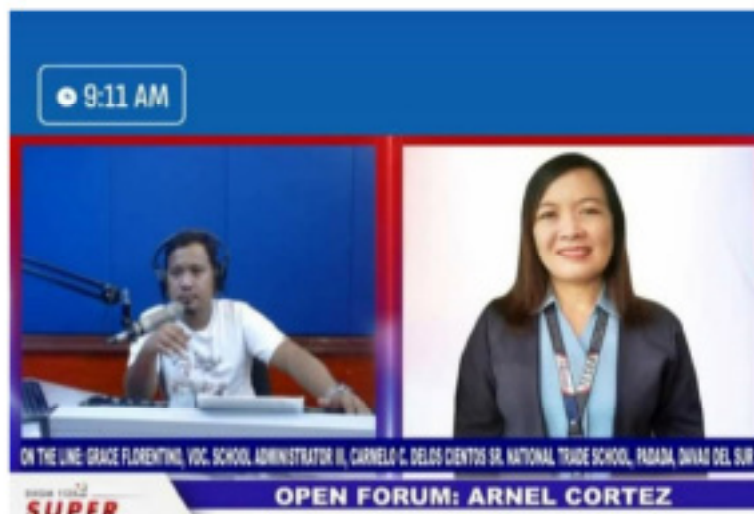 9:11 AM
ON THE LINE: GRACE FLORENTINO, VOC. SCHOOL ADMINISTRATOR III, CARMELO C. DELOS CIENTOS SR. NATIONAL TRADE SCHOOL, PADADA, DAVAO DEL SUR
OPEN FORUM: ARNEL CORTEZ
SUPER